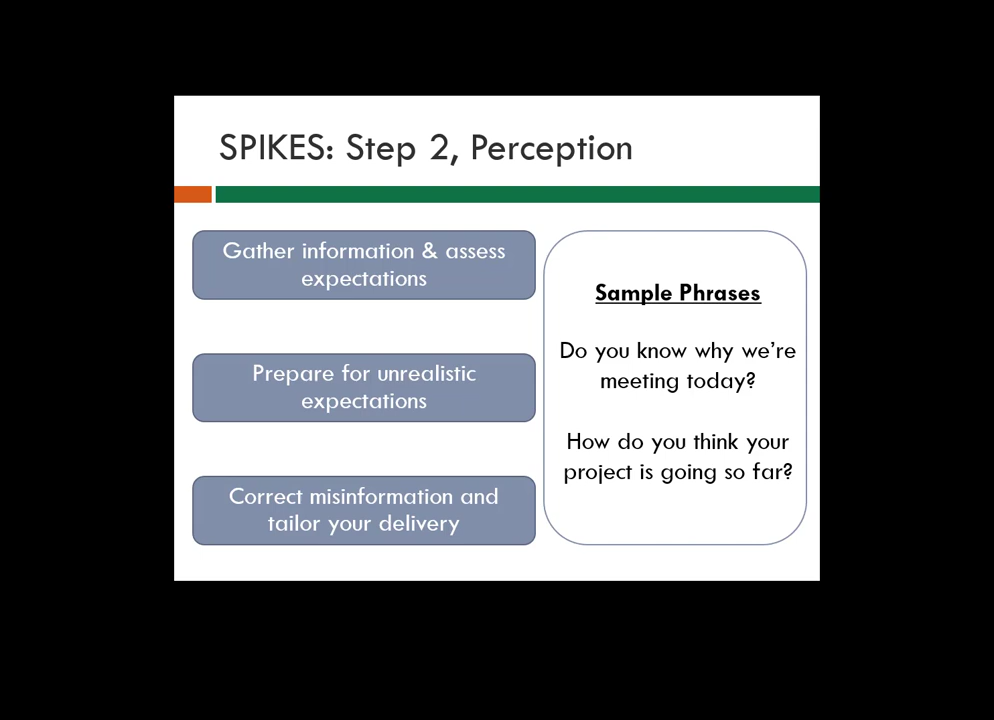 SPIKES: Step 2, Perception
Gather information & assess
expectations
Prepare for unrealistic
expectations
Correct misinformation and
tailor your delivery
Sample Phrases
Do you know why we’re
meeting today?
How do you think your
project is going so far?